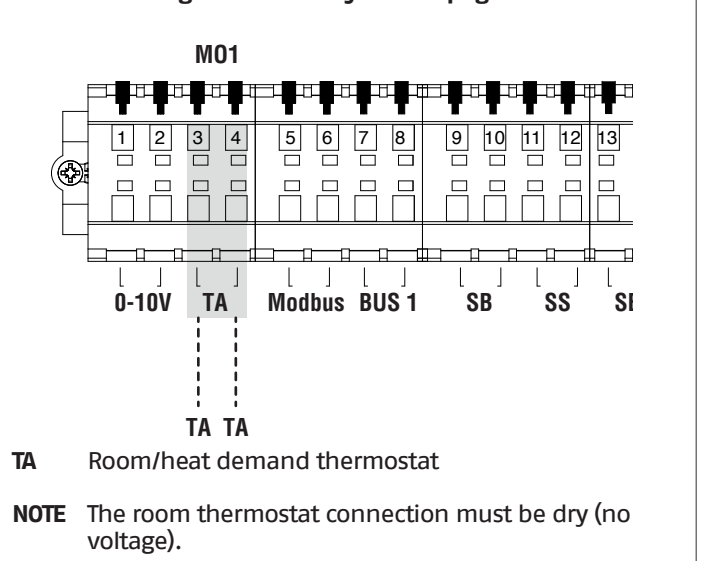 MO1
1 2 3 4 5 6 7 8 9 10 11 12 13
0-10V TA Modbus BUS 1 SB SS
TA TA
TA Room/heat demand thermostat
NOTE The room thermostat connection must be dry (no
voltage).